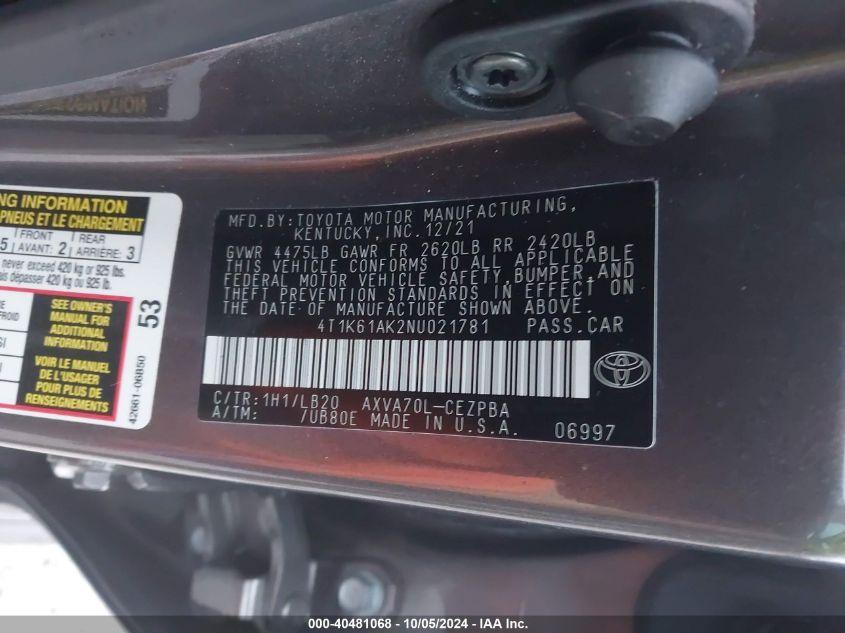 NG INFORMATION
PNEUS ET LE CHARGEMENT
5 FRONT REAR
AVANT: 2 ARRIÈRE: 3
never exceed 420 kg or 925 lbs.
dépasser 420 kg ou 925 lb.
SEE OWNER'S
MANUAL FOR
ADDITIONAL
INFORMATION
VOIR LE MANUEL
DE L'USAGER
POUR PLUS DE
RENSEIGNEMENTS
53
42661-06B50
MFD.BY:TOYOTA MOTOR MANUFACTURING,
KENTUCKY,INC.12/21
GVWR 4475LB GAWR FR 2620LB RR 2420LB
THIS VEHICLE CONFORMS TO ALL APPLICABLE
FEDERAL MOTOR VEHICLE SAFETY,BUMPER,AND
THEFT PREVENTION STANDARDS IN EFFECT ON
THE DATE OF MANUFACTURE SHOWN ABOVE.
4T1K61AK2NU021781 PASS.CAR
C/TR:1H1/LB20 AXVA70L-CEZPBA
A/TM: /UB80E MADE IN U.S.A. 06997
000-40481068 - 10/05/2024 - IAAI.com